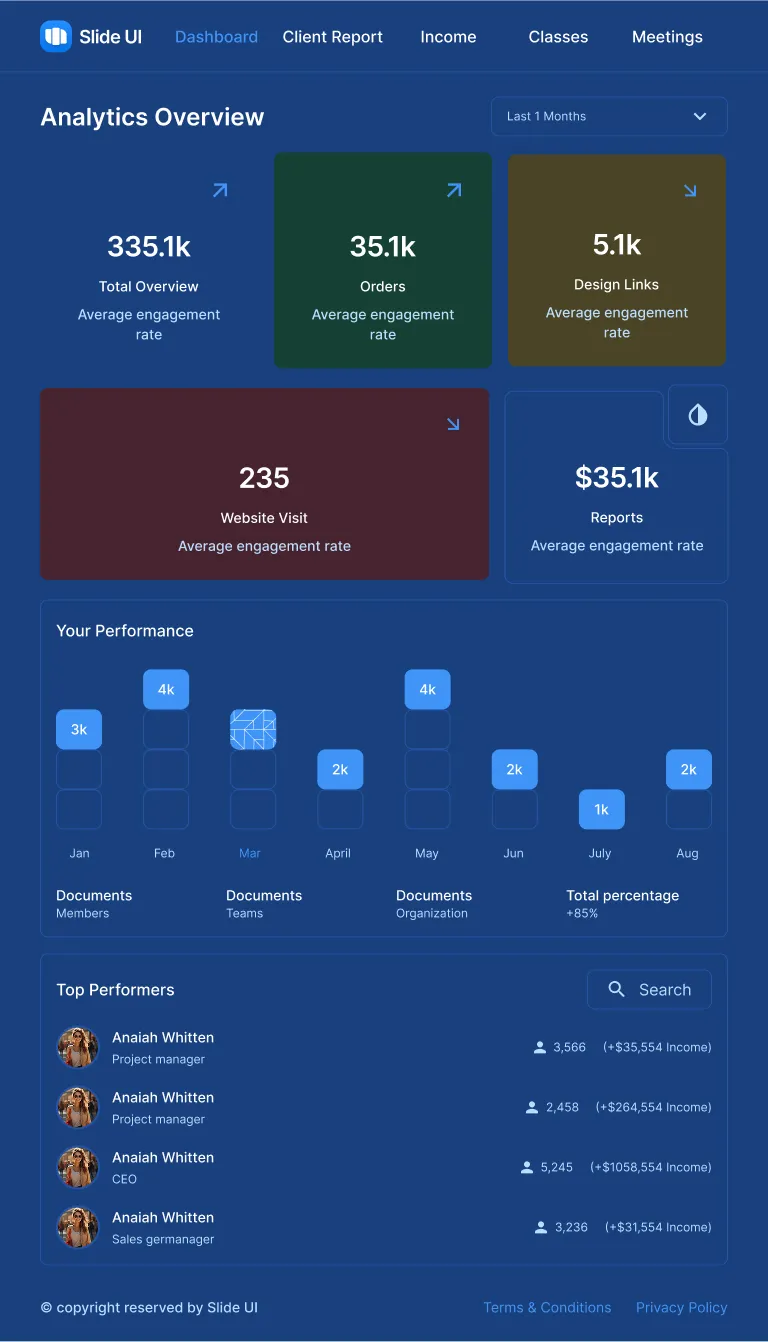 Slide UI
Dashboard
Client Report
Income
Classes
Meetings
Analytics Overview
Last 1 Months
335.1k
Total Overview
Average engagement
rate
35.1k
Orders
Average engagement
rate
5.1k
Design Links
Average engagement
rate
235
Website Visit
Average engagement rate
$35.1k
Reports
Average engagement rate
Your Performance
3k
4k
2k
4k
2k
1k
2k
Jan
Feb
Mar
April
May
Jun
July
Aug
Documents
Members
Documents
Teams
Documents
Organization
Total percentage
+85%
Top Performers
Search
Anaiah Whitten
Project manager
3,566 (+$35,554 Income)
Anaiah Whitten
Project manager
2,458 (+$264,554 Income)
Anaiah Whitten
CEO
5,245 (+$1058,554 Income)
Anaiah Whitten
Sales germanager
3,236 (+$31,554 Income)
© copyright reserved by Slide UI
Terms & Conditions
Privacy Policy